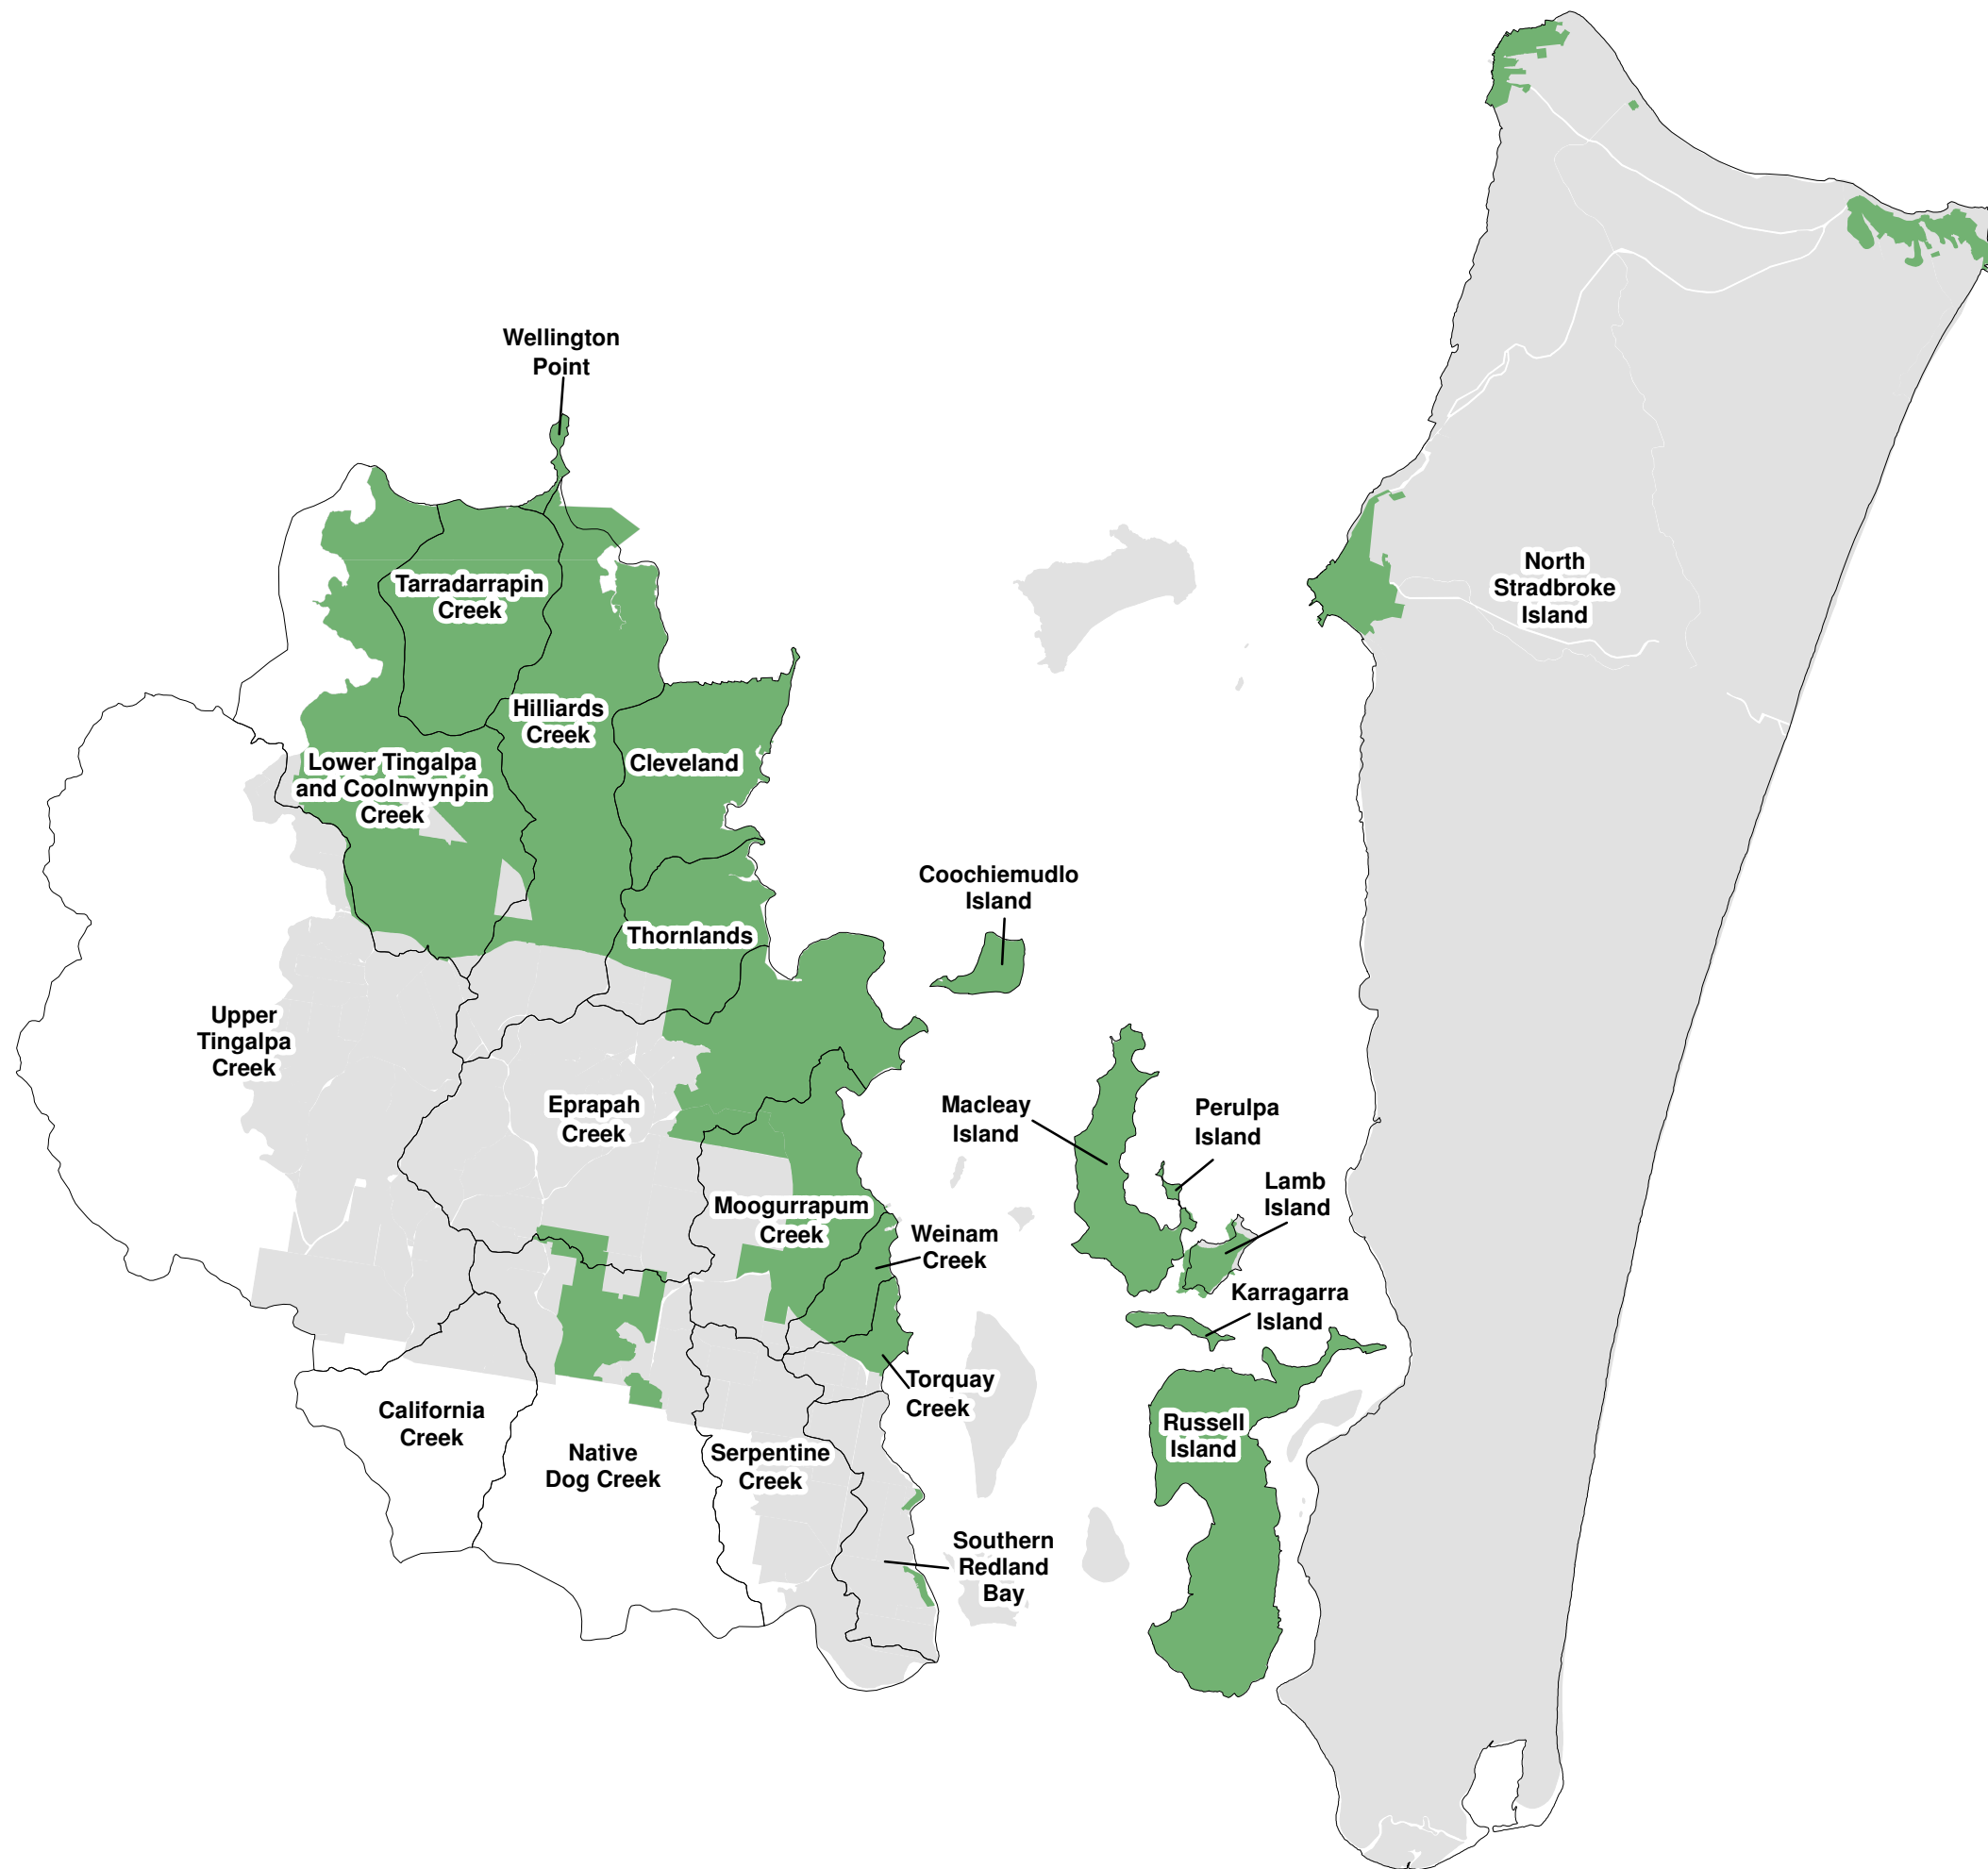 Wellington
Point
North
Stradbroke
Island
Tarradarrapin
Creek
Hilliards
Creek
Cleveland
Lower Tingalpa
and Coolnwynpin
Creek
Coochiemudlo
Island
Thornlands
Upper
Tingalpa
Creek
Eprapah
Creek
Macleay
Island
Perulpa
Island
Lamb
Island
Moogurrapum
Creek
Weinam
Creek
Karragarra
Island
Torquay
Creek
Russell
Island
California
Creek
Native
Dog Creek
Serpentine
Creek
Southern
Redland
Bay